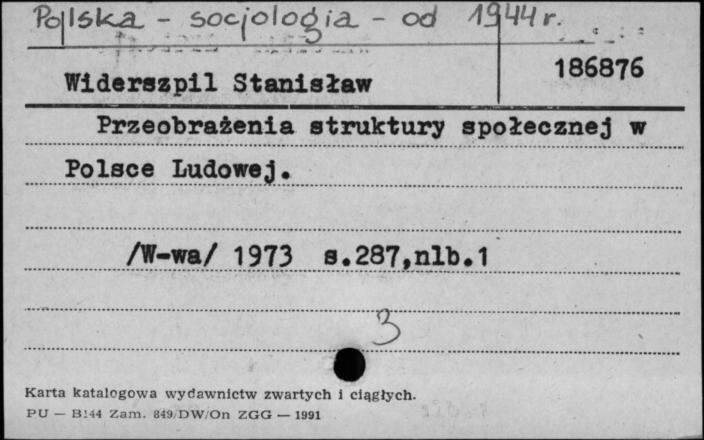 Polska - socjologia - od 1944 r.
186876
Widerszpil Stanisław
Przeobrażenia struktury społecznej w
Polsce Ludowej.
/W-wa/ 1973 s.287,nlb.1
3
Karta katalogowa wydawnictw zwartych i ciągłych.
PU — B144 Zam. 849/DW/On ZGG — 1991